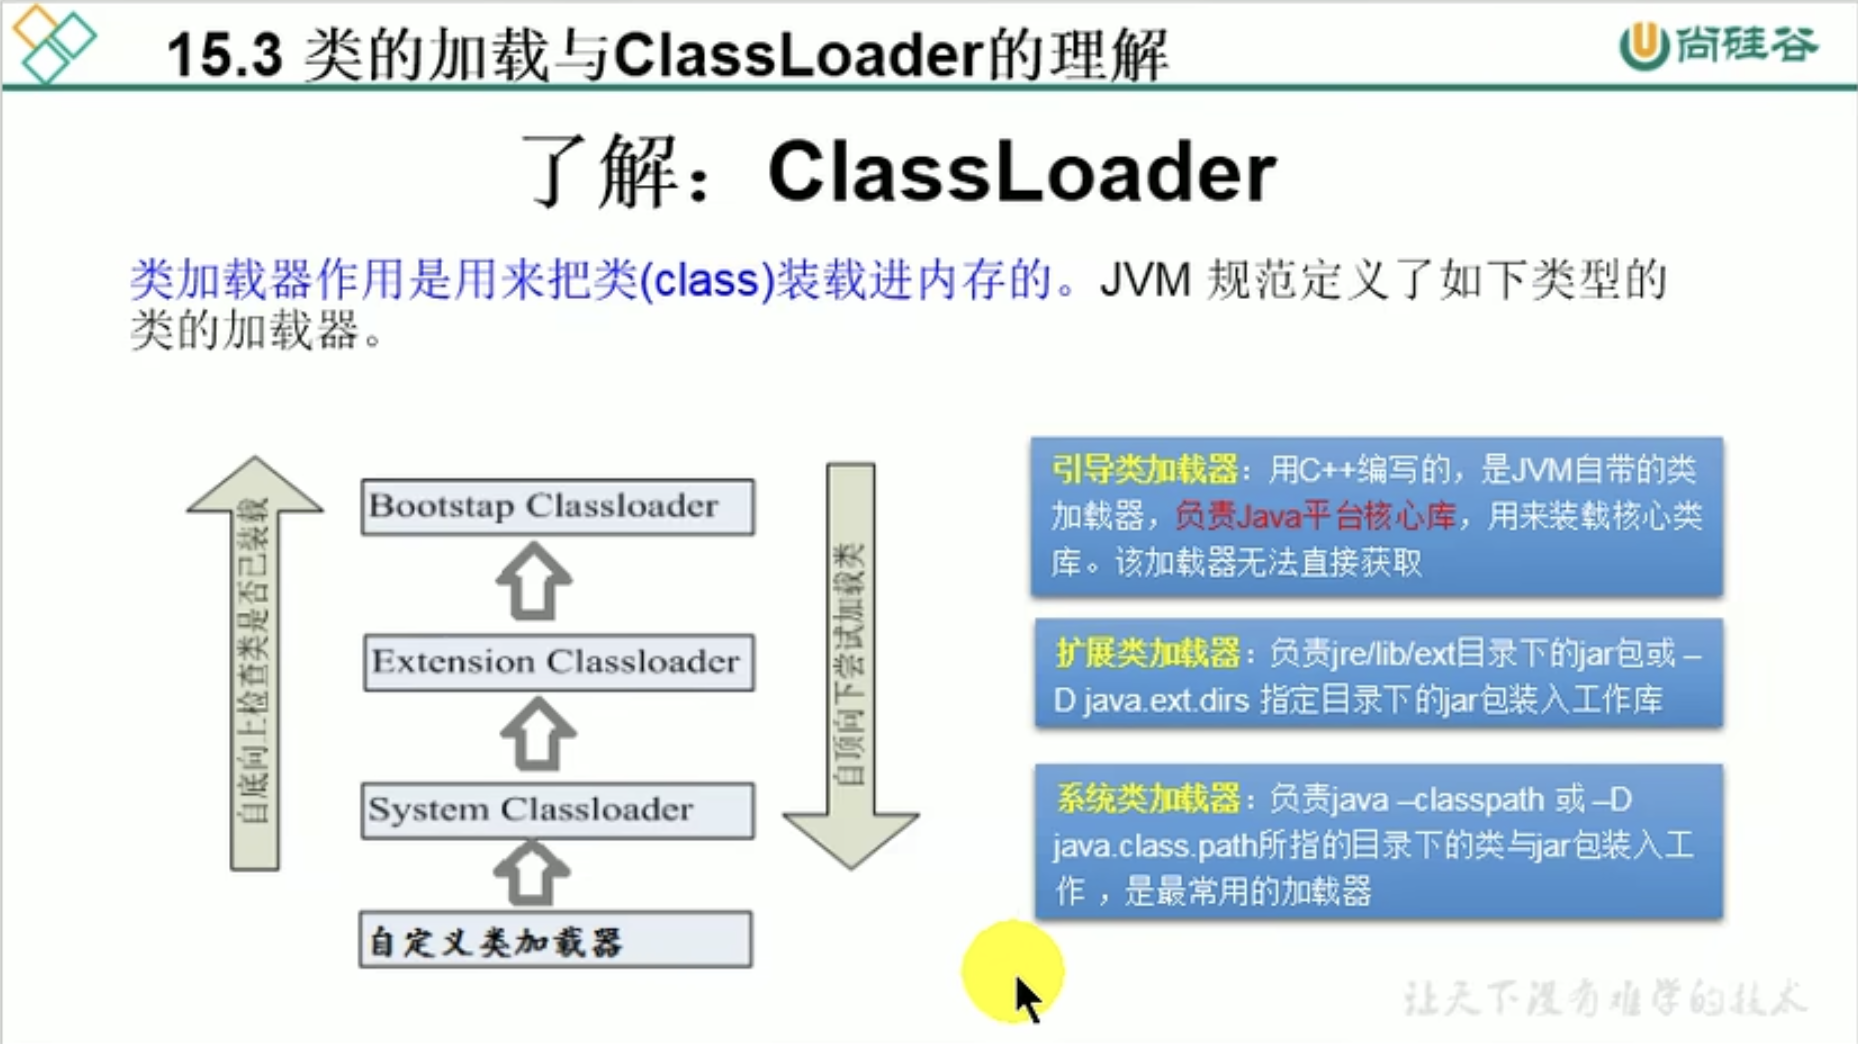 15.3 类的加载与ClassLoader的理解
尚硅谷
了解：ClassLoader
类加载器作用是用来把类(class)装载进内存的。JVM 规范定义了如下类型的
类的加载器。
自底向上检查类是否已装载
Bootstap Classloader
Extension Classloader
System Classloader
自定义类加载器
自顶向下尝试加载类
引导类加载器：用C++编写的，是JVM自带的类
加载器，负责Java平台核心库，用来装载核心类
库。该加载器无法直接获取
扩展类加载器：负责jre/lib/ext目录下的jar包或 –
D java.ext.dirs 指定目录下的jar包装入工作库
系统类加载器：负责java –classpath 或 –D
java.class.path所指的目录下的类与jar包装入工
作 ，是最常用的加载器
让天下没有难学的技术